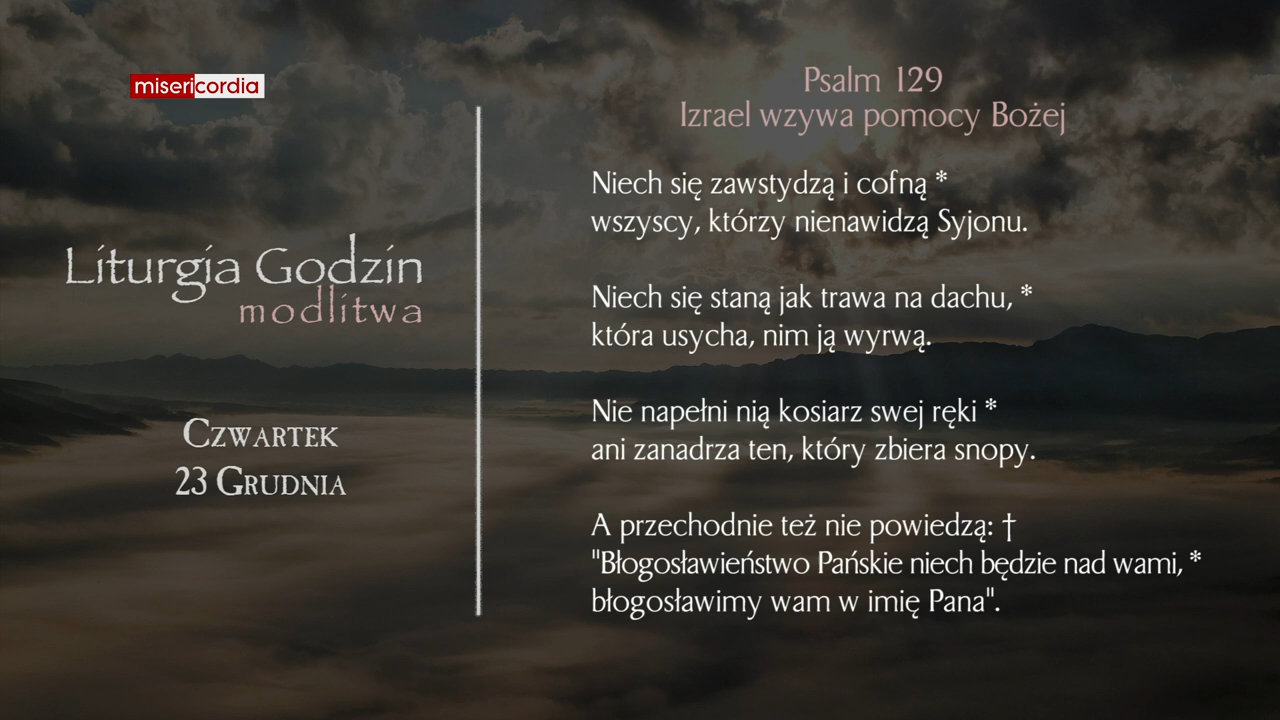 misericordia
Liturgia Godzin
modlitwa
Czwartek
23 Grudnia
Psalm 129
Izrael wzywa pomocy Bożej
Niech się zawstydzą i cofną *
wszyscy, którzy nienawidzą Syjonu.
Niech się staną jak trawa na dachu, *
która usycha, nim ją wyrwą.
Nie napełni nią kosiarz swej ręki *
ani zanadrza ten, który zbiera snopy.
A przechodnie też nie powiedzą: †
"Błogosławieństwo Pańskie niech będzie nad wami, *
błogosławimy wam w imię Pana".